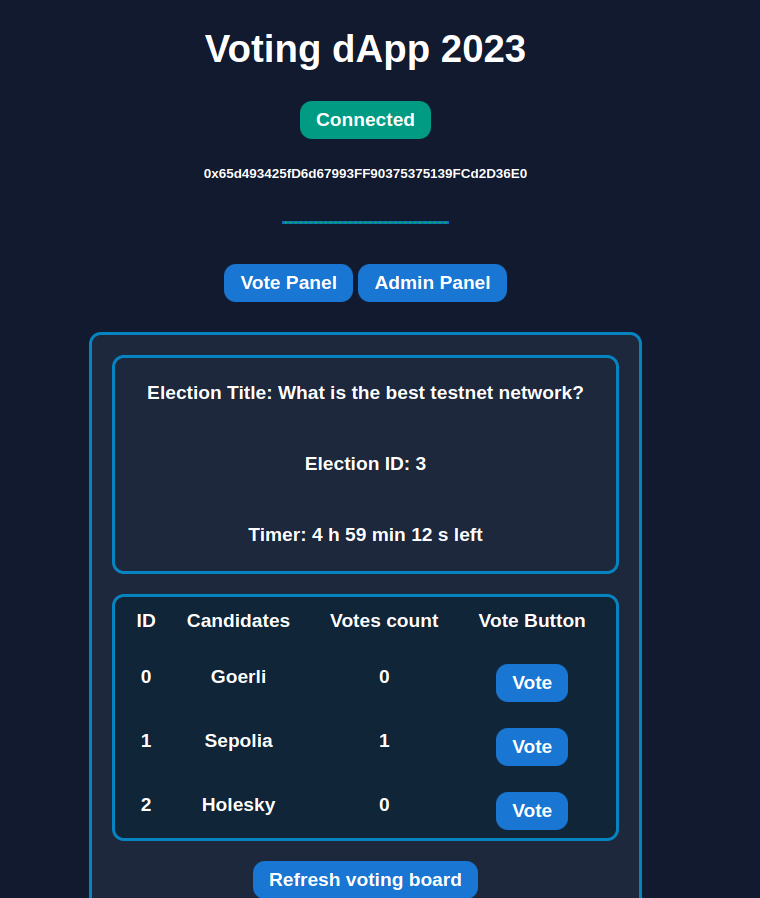 Voting dApp 2023
Connected
0x65d493425fD6d67993FF90375375139FCd2D36E0
Vote Panel Admin Panel
Election Title: What is the best testnet network?
Election ID: 3
Timer: 4 h 59 min 12 s left
ID Candidates Votes count Vote Button
0 Goerli 0 Vote
1 Sepolia 1 Vote
2 Holesky 0 Vote
Refresh voting board